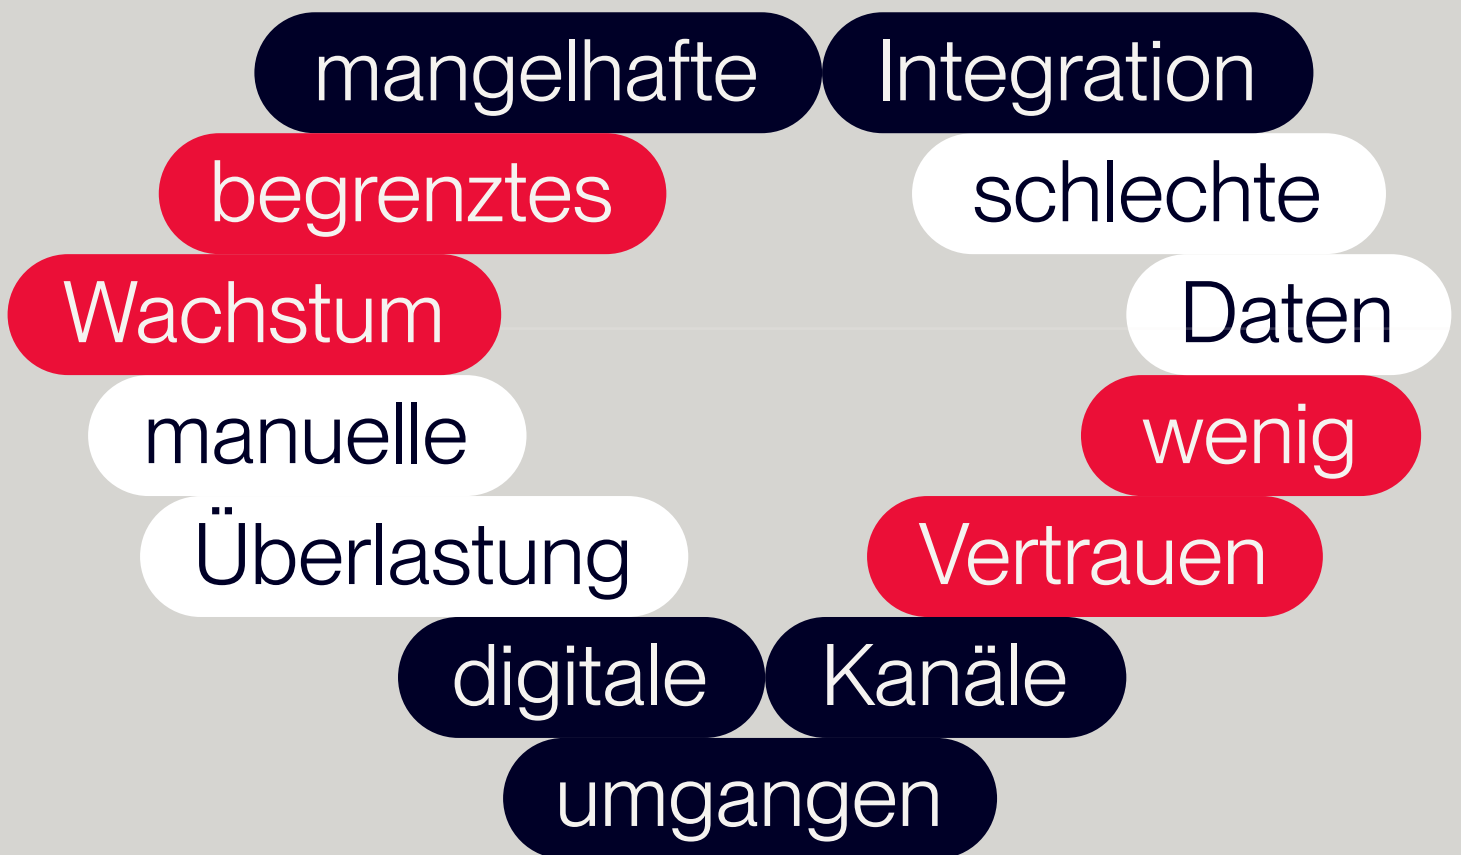 mangelhafte Integration
begrenztes
schlechte
Wachstum
Daten
manuelle
wenig
Überlastung
Vertrauen
digitale Kanäle
umgangen